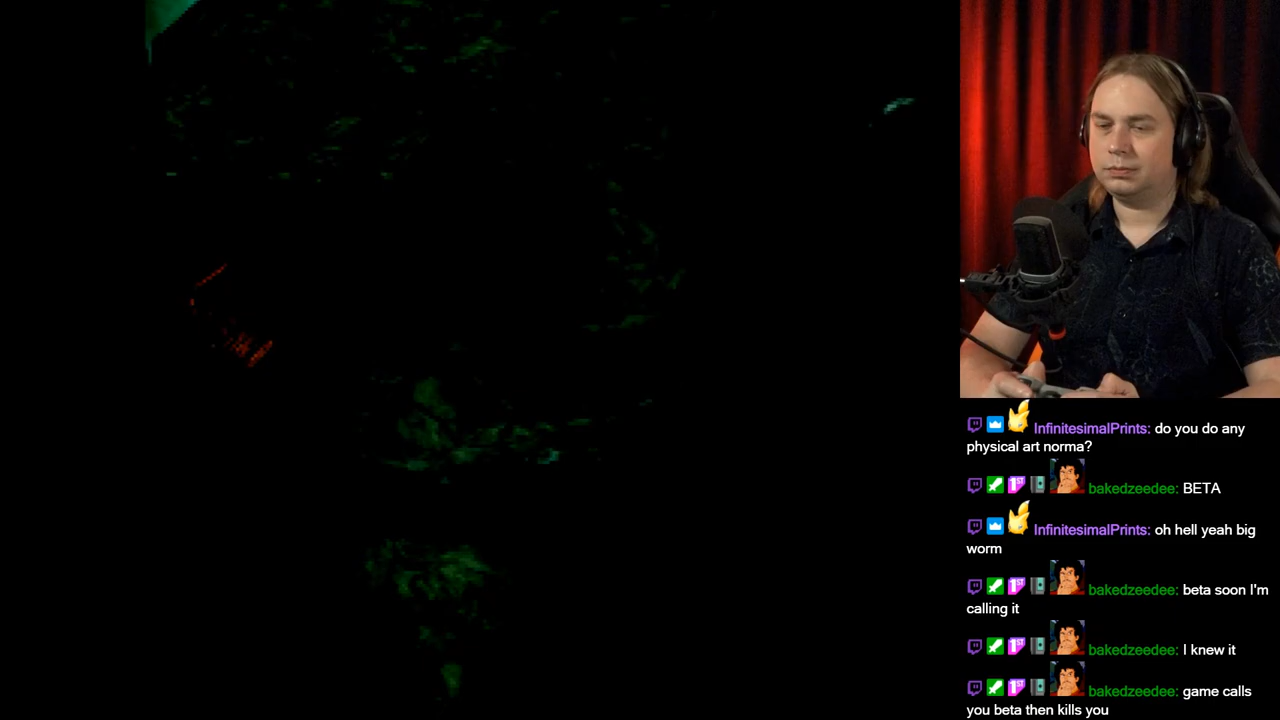 InfinitesimalPrints: do you do any
physical art norma?
bakedzeedee: BETA
InfinitesimalPrints: oh hell yeah big
worm
bakedzeedee: beta soon I'm
calling it
bakedzeedee: I knew it
bakedzeedee: game calls
you beta then kills you